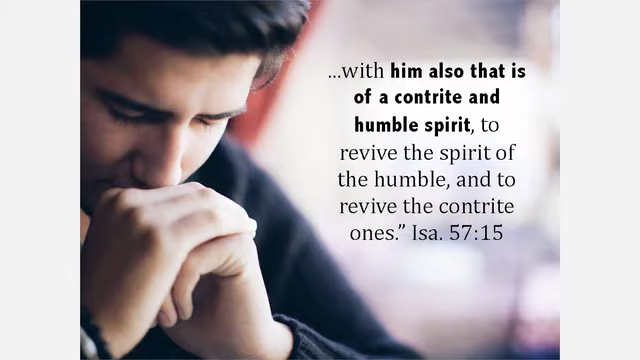 ...with him also that is
of a contrite and
humble spirit, to
revive the spirit of
the humble, and to
revive the contrite
ones.” Isa. 57:15